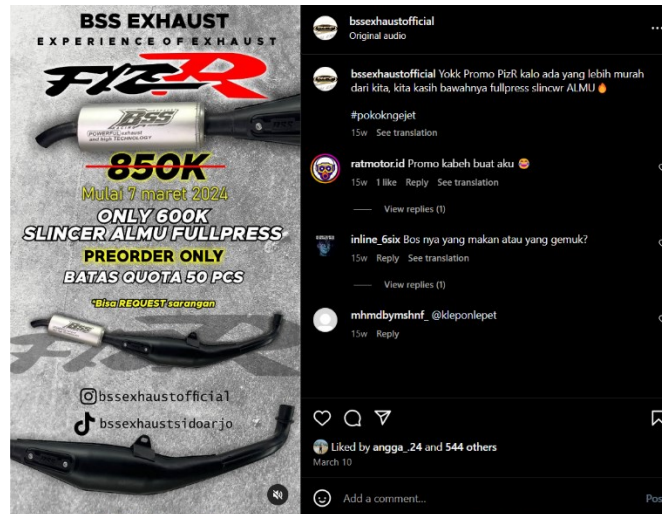 BSS EXHAUST
EXPERIENCE OF EXHAUST
FIZ R
BSS
RACING
POWERFUL exhaust
and high TECHNOLOGY
850K
Mulai 7 maret 2024
ONLY 600K
SLINCER ALMU FULLPRESS
PREORDER ONLY
BATAS QUOTA 50 PCS
*Bisa REQUEST sarangan
BSS
FIZR
bssexhaustofficial
bssexhaustsidoarjo
bssexhaustofficial
Original audio
bssexhaustofficial Yokk Promo PizR kalo ada yang lebih murah
dari kita, kita kasih bawahnya fullpress slincwr ALMU🔥
#pokokngejet
15w See translation
ratmotor.id Promo kabeh buat aku 😂
15w 1 like Reply See translation
View replies (1)
inline_6six Bos nya yang makan atau yang gemuk?
15w Reply See translation
View replies (1)
mhmdbymshnf_ @kleponlepet
15w Reply
Liked by angga_.24 and 544 others
March 10
Add a comment...
Pos